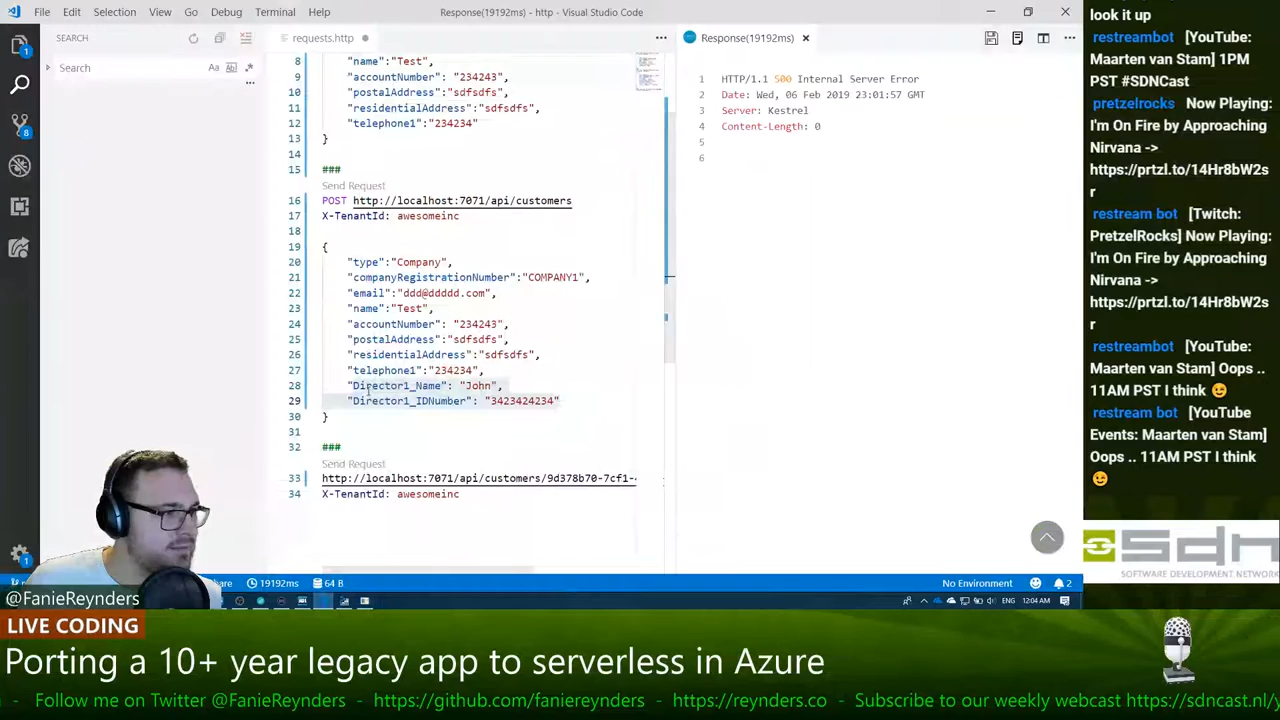 File Edit Selection View Go Debug Terminal Help
Response(19192ms) - http - Visual Studio Code
SEARCH
Search
requests.http
8 "name":"Test",
9 "accountNumber": "234243",
10 "postalAddress":"sdfsdfs",
11 "residentialAddress":"sdfsdfs",
12 "telephone1":"234234"
13 }
14
15 ###
Send Request
16 POST http://localhost:7071/api/customers
17 X-TenantId: awesomeinc
18
19 {
20 "type":"Company",
21 "companyRegistrationNumber":"COMPANY1",
22 "email":"ddd@ddddd.com",
23 "name":"Test",
24 "accountNumber": "234243",
25 "postalAddress":"sdfsdfs",
26 "residentialAddress":"sdfsdfs",
27 "telephone1":"234234",
28 "Director1_Name": "John",
29 "Director1_IDNumber": "3423424234"
30 }
31
32 ###
Send Request
33 http://localhost:7071/api/customers/9d378b70-7cf1-
34 X-TenantId: awesomeinc
Response(19192ms)
1 HTTP/1.1 500 Internal Server Error
2 Date: Wed, 06 Feb 2019 23:01:57 GMT
3 Server: Kestrel
4 Content-Length: 0
5
6
1
8
1
19192ms 64 B
No Environment 2
ENG 12:04 AM
look it up
restreambot [YouTube:
Maarten van Stam] 1PM
PST #SDNCast
pretzelrocks Now Playing:
I'm On Fire by Approaching
Nirvana ->
https://prtzl.to/14Hr8bW2s
r
restream bot [Twitch:
PretzelRocks] Now Playing:
I'm On Fire by Approaching
Nirvana ->
https://prtzl.to/14Hr8bW2s
r
restreambot [YouTube:
Maarten van Stam] Oops ..
11AM PST I think
restream bot [YouTube
Events: Maarten van Stam]
Oops .. 11AM PST I think
sdn
SOFTWARE DEVELOPMENT NETWORK
@FanieReynders
LIVE CODING
Porting a 10+ year legacy app to serverless in Azure
- Follow me on Twitter @FanieReynders - https://github.com/faniereynders - https://reynders.co - Subscribe to our weekly webcast https://sdncast.nl/y